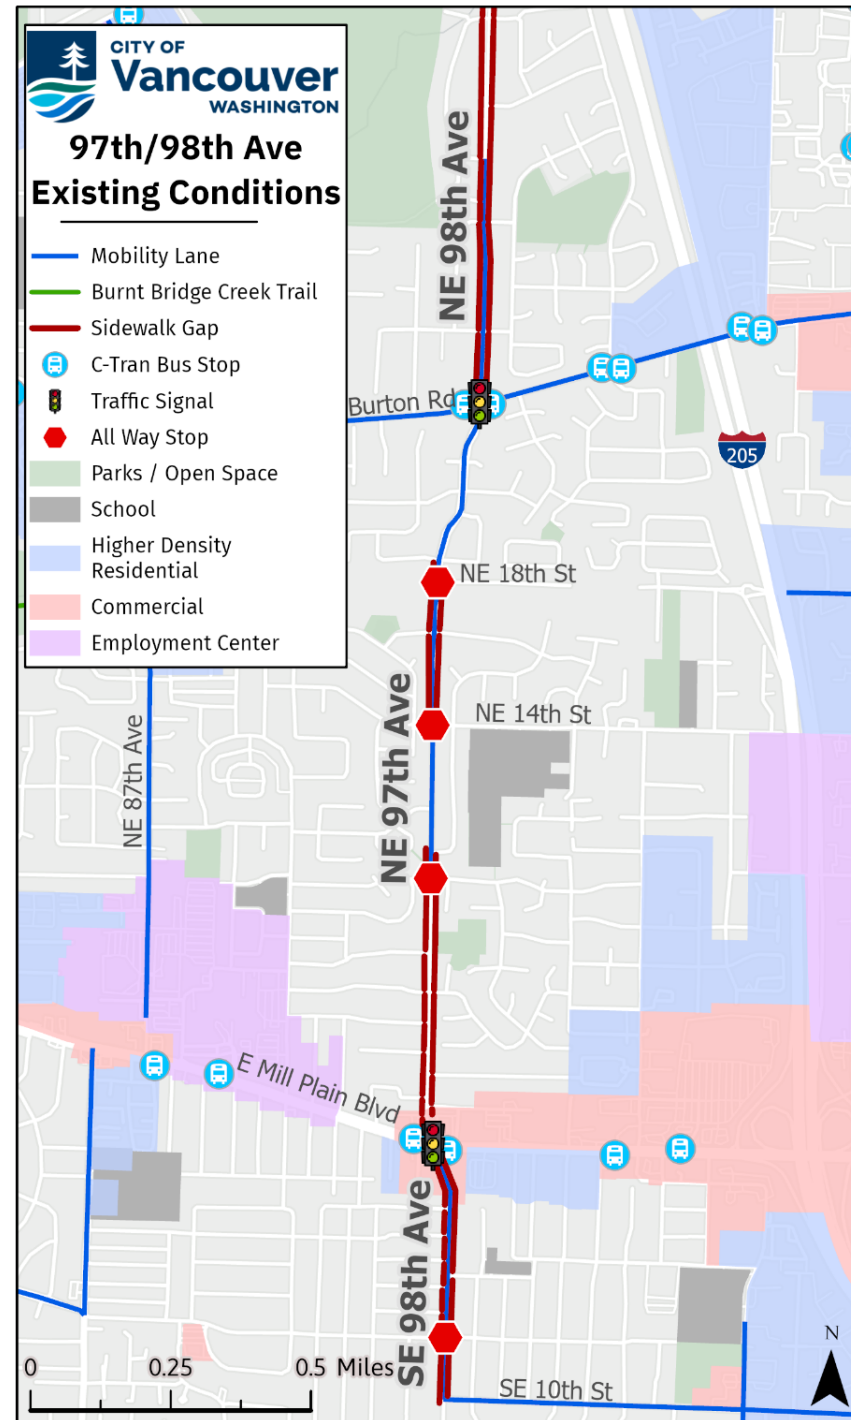 CITY OF
Vancouver
WASHINGTON
97th/98th Ave
Existing Conditions
Mobility Lane
Burnt Bridge Creek Trail
Sidewalk Gap
C-Tran Bus Stop
Traffic Signal
All Way Stop
Parks / Open Space
School
Higher Density
Residential
Commercial
Employment Center
NE 98th Ave
Burton Rd
205
NE 18th St
NE 97th Ave
NE 14th St
NE 87th Ave
E Mill Plain Blvd
SE 98th Ave
SE 10th St
0 0.25 0.5 Miles
N